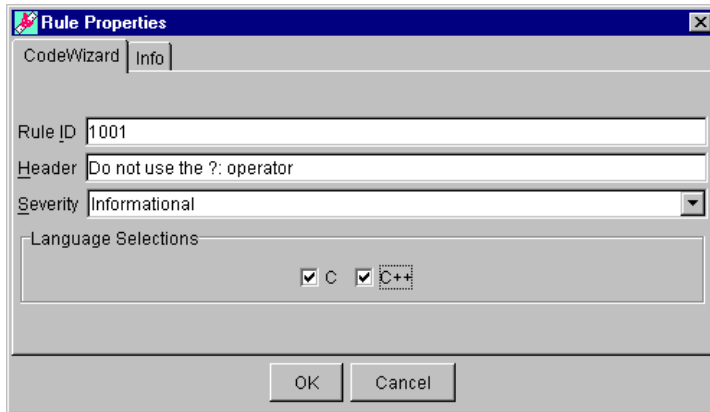 Rule Properties
CodeWizard Info
Rule ID 1001
Header Do not use the ?: operator
Severity Informational
Language Selections
C C++
OK Cancel